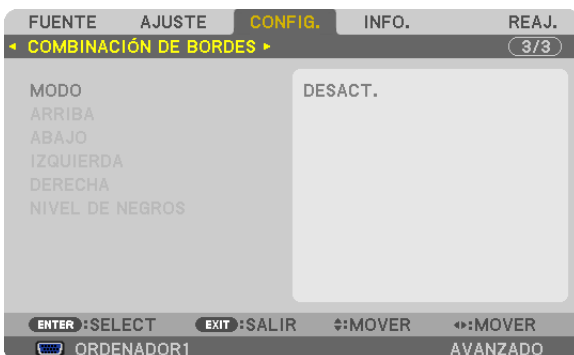 FUENTE AJUSTE CONFIG. INFO. REAJ.
COMBINACIÓN DE BORDES 3/3
MODO DESACT.
ARRIBA
ABAJO
IZQUIERDA
DERECHA
NIVEL DE NEGROS
ENTER :SELECT EXIT :SALIR :MOVER :MOVER
ORDENADOR1 AVANZADO